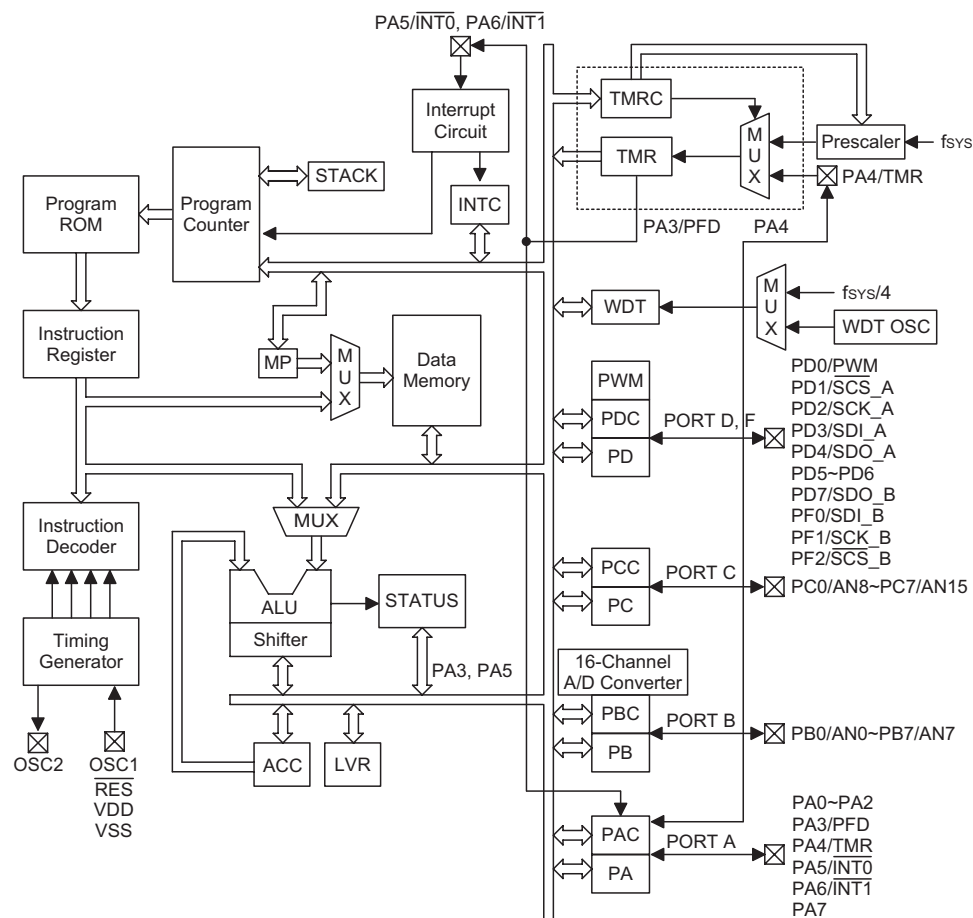 PA5/INT0, PA6/INT1
Interrupt
Circuit
STACK
Program
ROM
Program
Counter
INTC
TMRC
TMR
M
U
X
Prescaler
fSYS
PA4/TMR
PA3/PFD
PA4
Instruction
Register
MP
M
U
X
Data
Memory
WDT
M
U
X
fSYS/4
WDT OSC
PWM
PDC
PD
PORT D, F
PD0/PWM
PD1/SCS_A
PD2/SCK_A
PD3/SDI_A
PD4/SDO_A
PD5~PD6
PD7/SDO_B
PF0/SDI_B
PF1/SCK_B
PF2/SCS_B
Instruction
Decoder
MUX
ALU
Shifter
STATUS
PCC
PC
PORT C
PC0/AN8~PC7/AN15
Timing
Generator
PA3, PA5
16-Channel
A/D Converter
PBC
PB
PORT B
PB0/AN0~PB7/AN7
OSC2
OSC1
RES
VDD
VSS
ACC
LVR
PAC
PA
PORT A
PA0~PA2
PA3/PFD
PA4/TMR
PA5/INT0
PA6/INT1
PA7